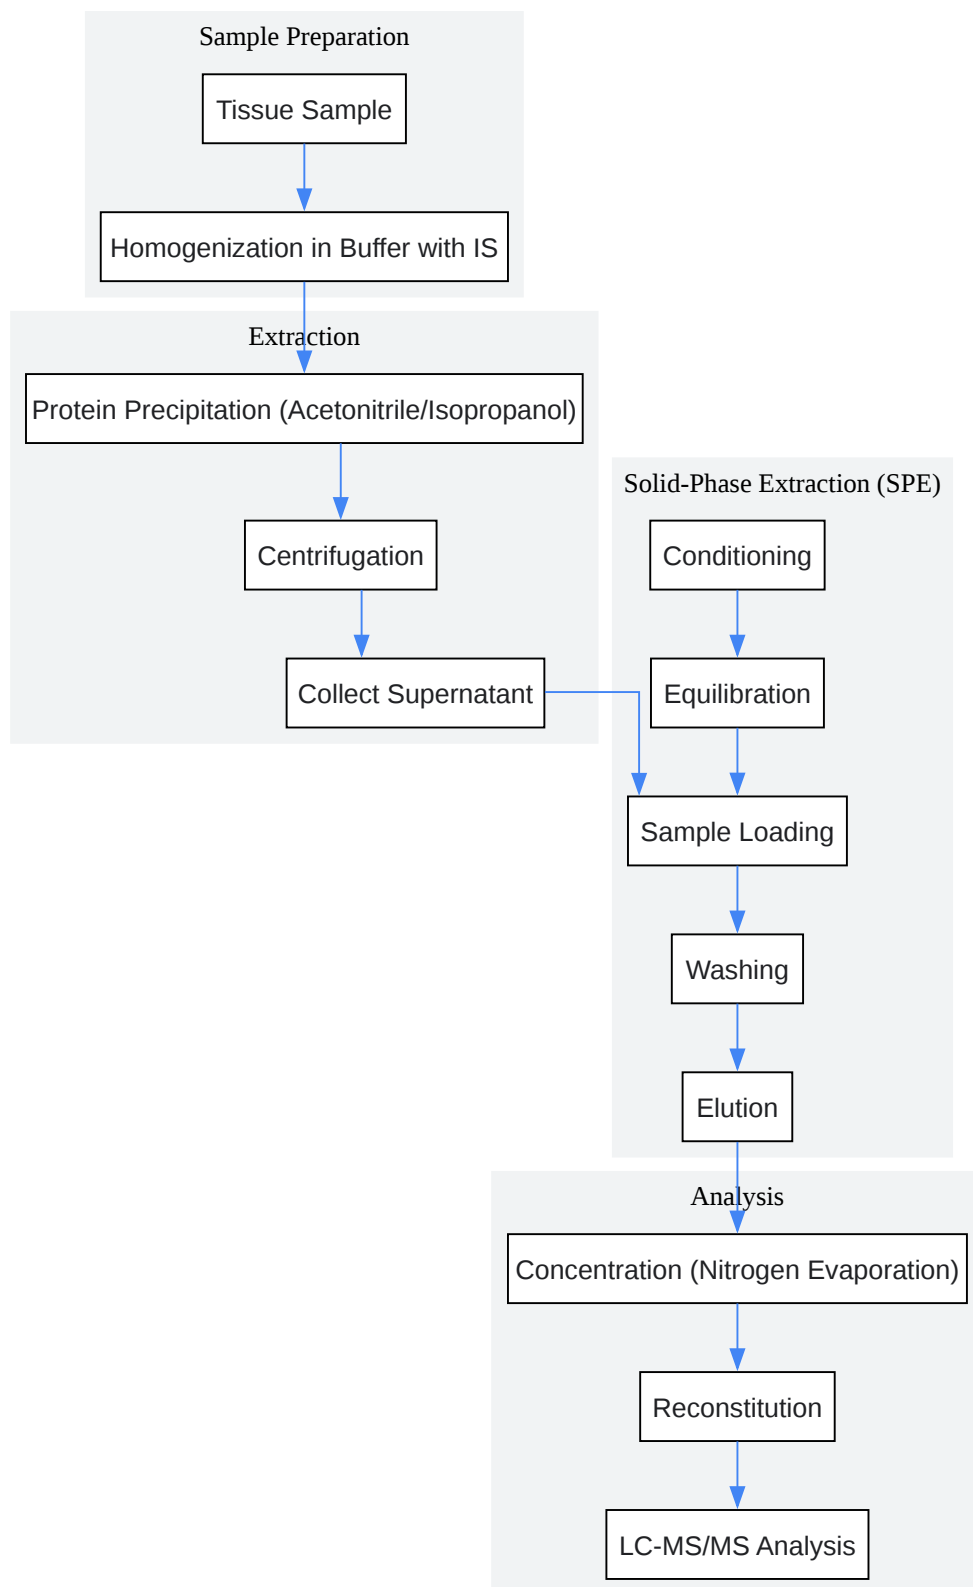 Sample Preparation
Tissue Sample
Homogenization in Buffer with IS
Extraction
Protein Precipitation (Acetonitrile/Isopropanol)
Centrifugation
Collect Supernatant
Solid-Phase Extraction (SPE)
Conditioning
Equilibration
Sample Loading
Washing
Elution
Analysis
Concentration (Nitrogen Evaporation)
Reconstitution
LC-MS/MS Analysis